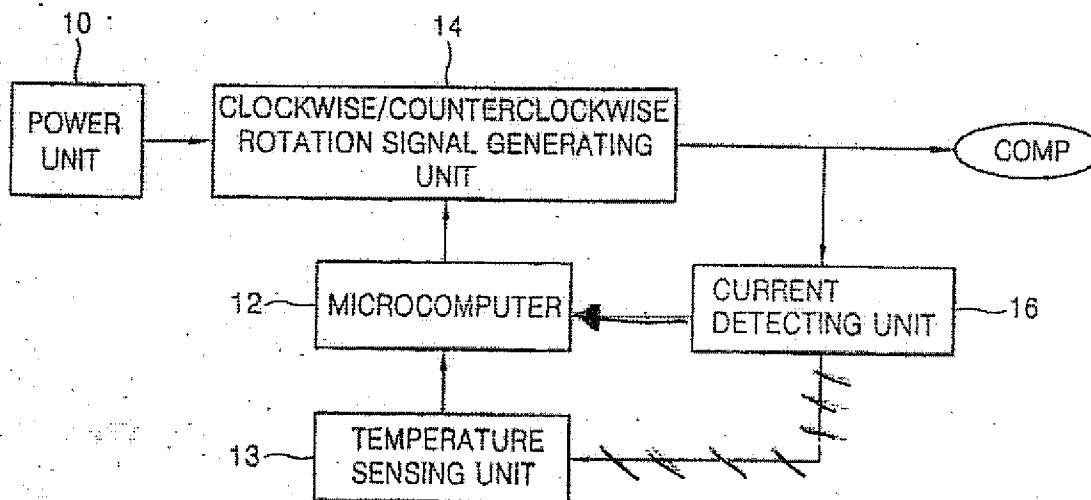 10
14
POWER
UNIT
CLOCKWISE/COUNTERCLOCKWISE
ROTATION SIGNAL GENERATING
UNIT
COMP
12
MICROCOMPUTER
CURRENT
DETECTING UNIT
16
13
TEMPERATURE
SENSING UNIT